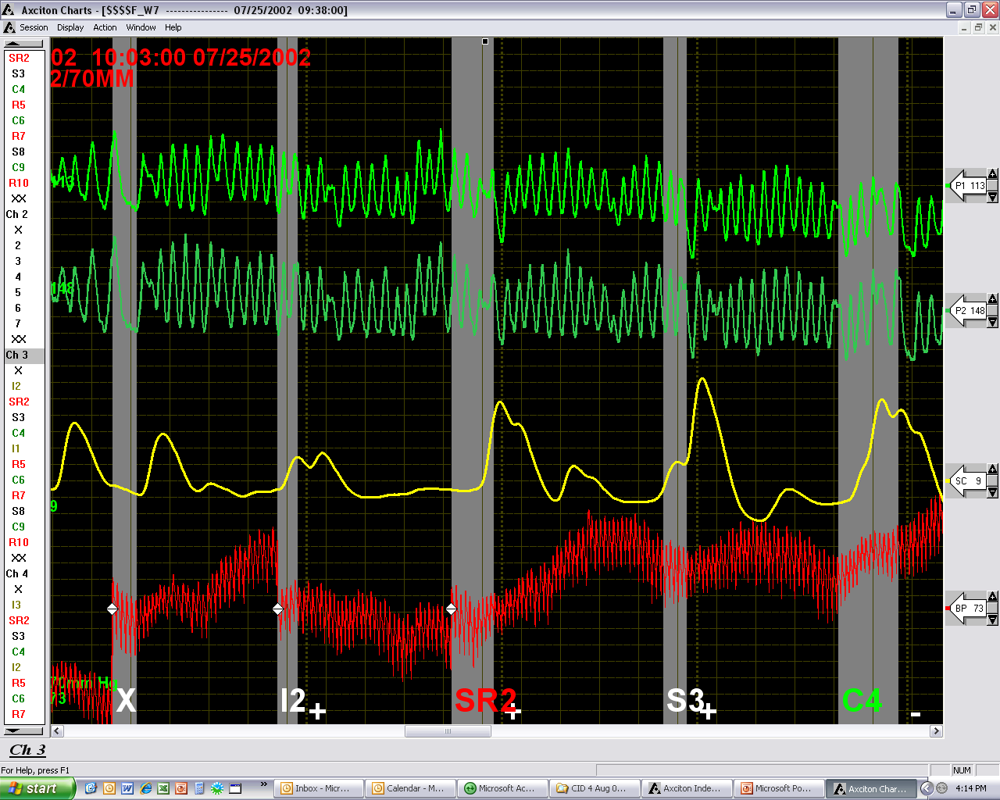 Axciton Charts - [$$$$F_W7 ---------------- 07/25/2002 09:38:00]
Session Display Action Window Help
SR2
S3
C4
R5
C6
R7
S8
C9
R10
XX
Ch 2
X
2
3
4
5
6
7
XX
Ch 3
X
I2
SR2
S3
C4
I1
R5
C6
R7
S8
C9
R10
XX
Ch 4
X
I3
SR2
S3
C4
I2
R5
C6
R7
02 10:03:00 07/25/2002
2/70MM
113
148
9
70mm Hg
73
X
I2 +
SR2 +
S3 +
C4 -
P1 113
P2 148
SC 9
BP 73
Ch 3
For Help, press F1
NUM
start
Inbox - Micr...
Calendar - M...
Microsoft Ac...
CID 4 Aug 0...
Axciton Inde...
Microsoft Po...
Axciton Char...
4:14 PM